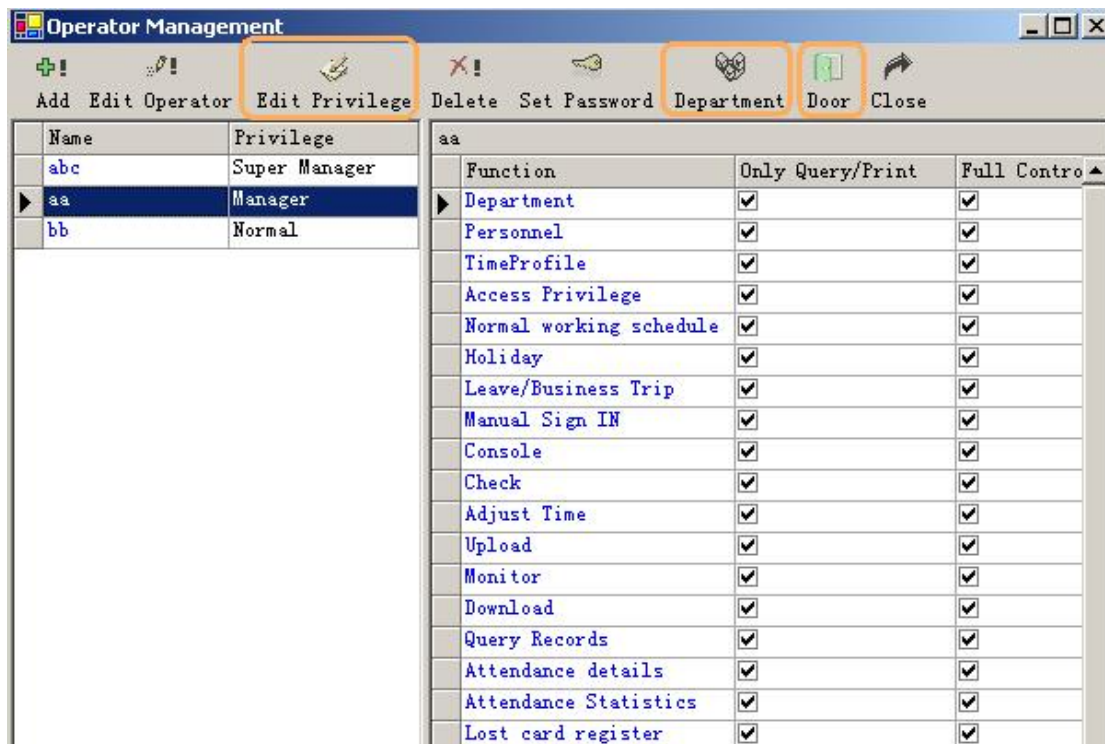 Operator Management
Add Edit Operator Edit Privilege Delete Set Password Department Door Close
Name Privilege
abc Super Manager
aa Manager
bb Normal
aa
Function Only Query/Print Full Contro
Department
Personnel
TimeProfile
Access Privilege
Normal working schedule
Holiday
Leave/Business Trip
Manual Sign IN
Console
Check
Adjust Time
Upload
Monitor
Download
Query Records
Attendance details
Attendance Statistics
Lost card register